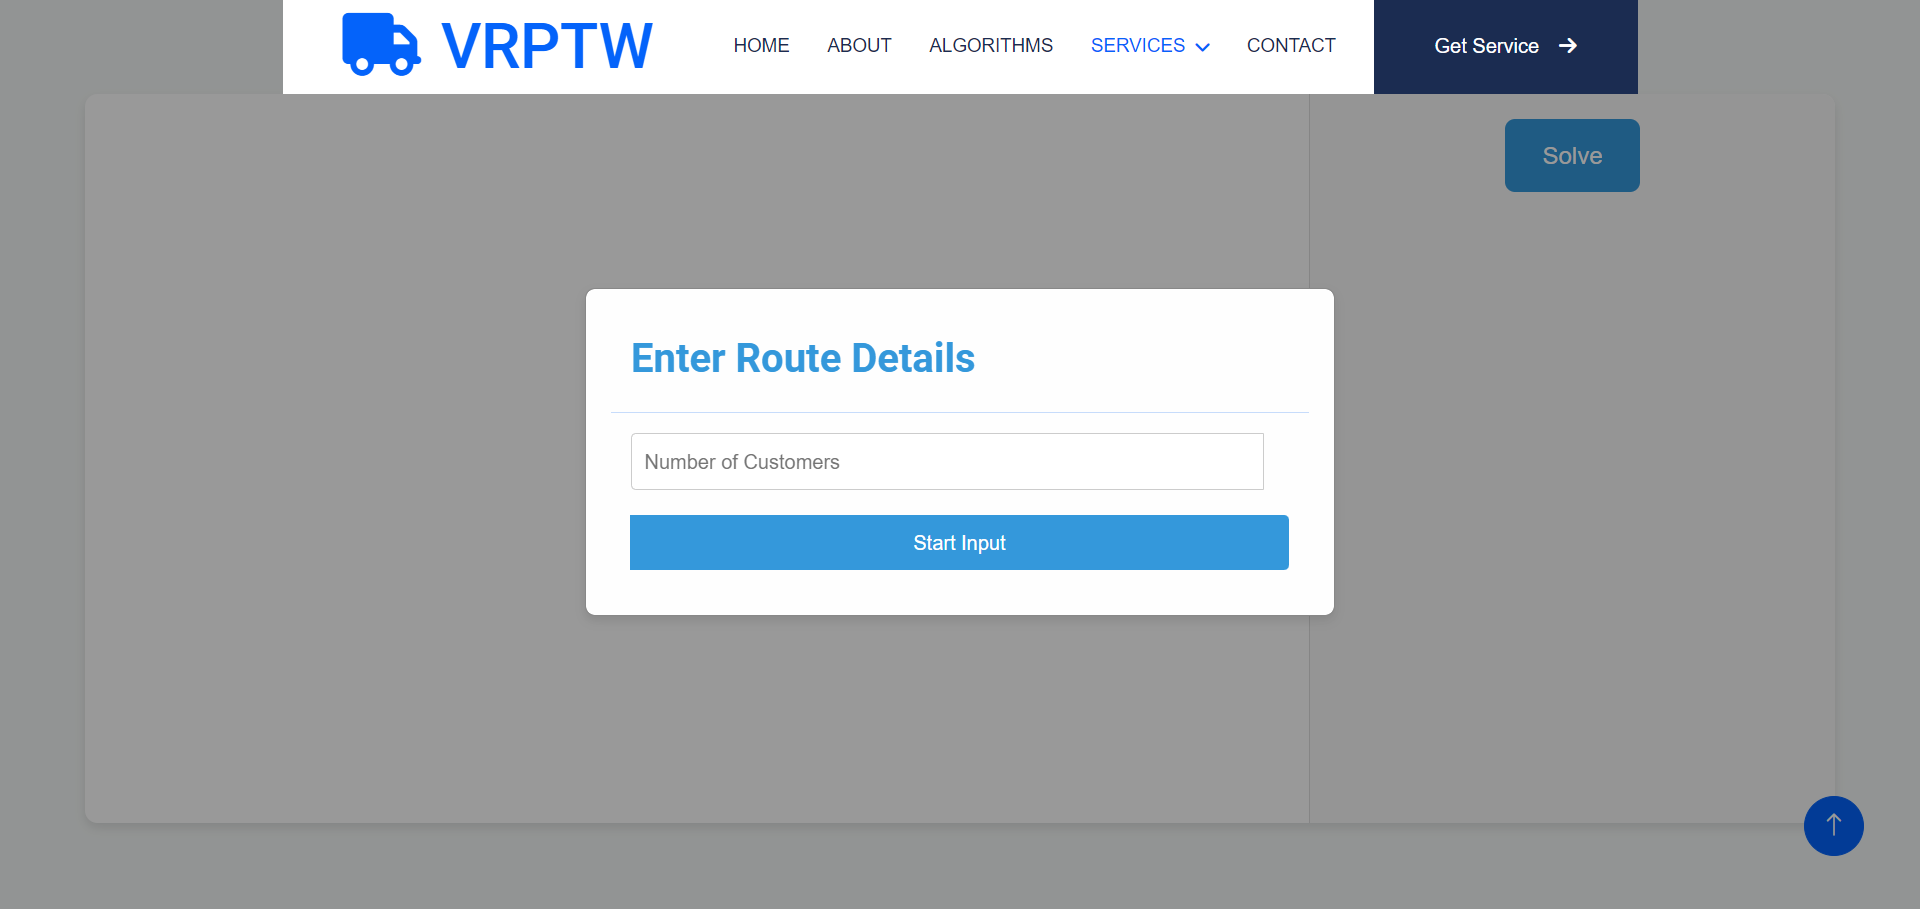 VRPTW
HOME ABOUT ALGORITHMS SERVICES CONTACT
Get Service
Solve
Enter Route Details
Number of Customers
Start Input